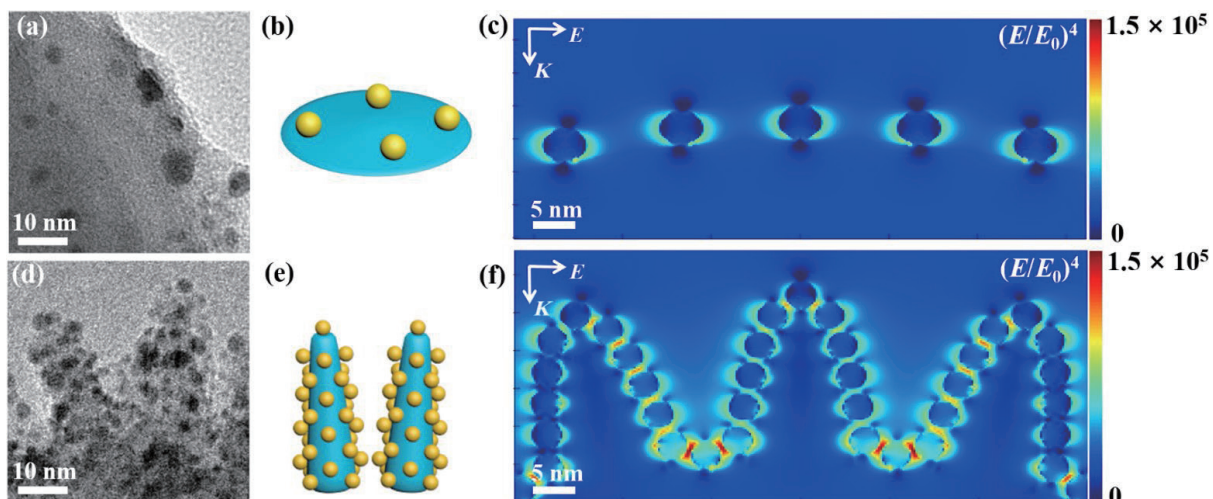 (a)
10 nm
(b)
(c)
E
K
(E/E₀)⁴
5 nm
1.5 × 10⁵
0
(d)
10 nm
(e)
(f)
E
K
(E/E₀)⁴
5 nm
1.5 × 10⁵
0